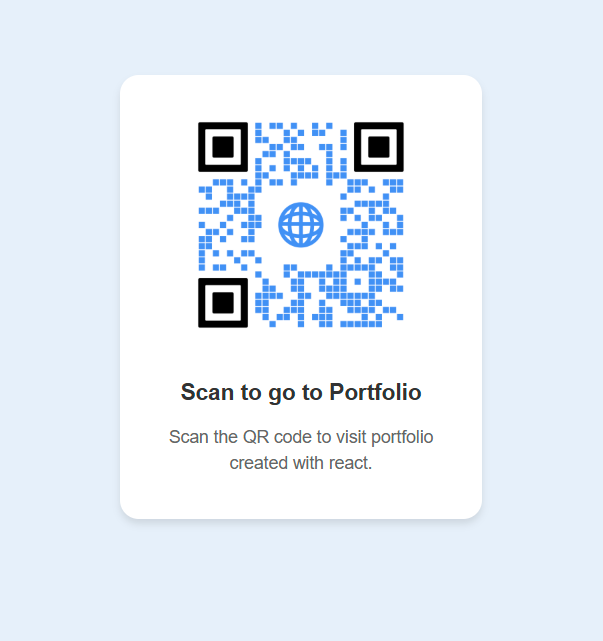 Scan to go to Portfolio
Scan the QR code to visit portfolio
created with react.